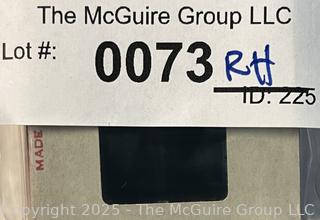 The McGuire Group LLC
Lot #: 0073 RH
ID: 225
MADE
Copyright 2025 - The McGuire Group LLC